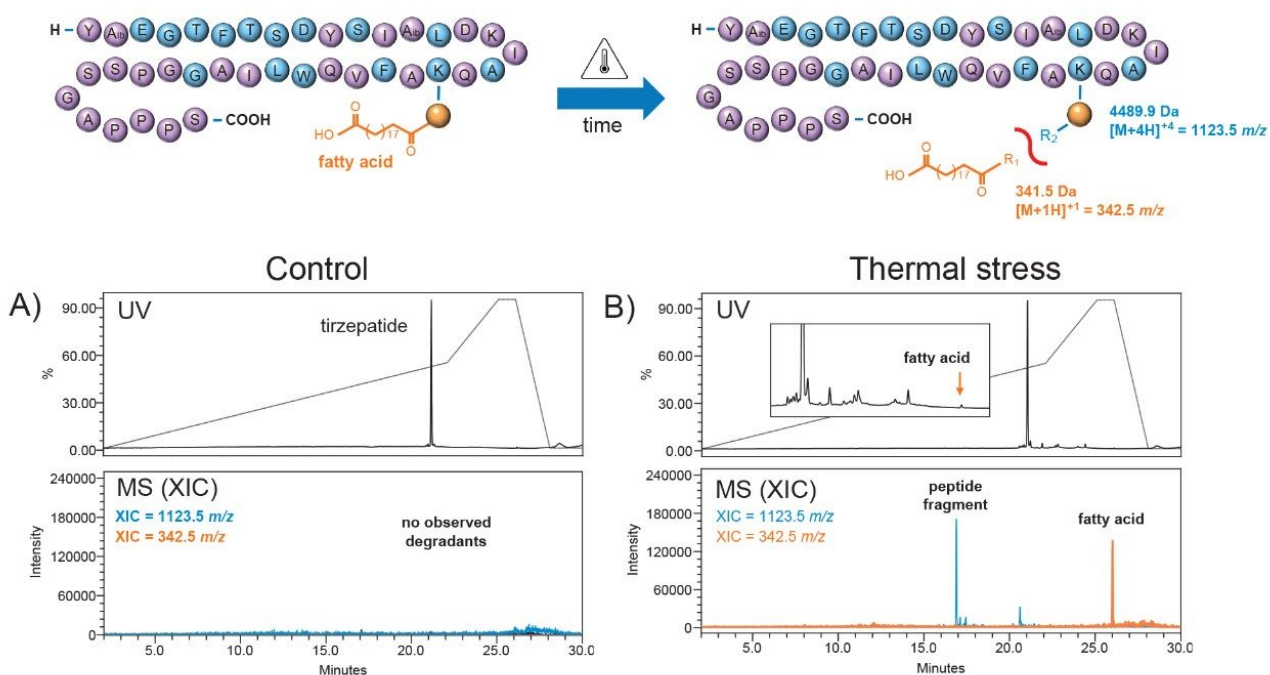 H – Y Aib E G T F T S D Y S I Aib L D K
I
S S P G G A I L W Q V F A K Q A
G
A P P P S – COOH
O
HO
17
O
fatty acid
time
H – Y Aib E G T F T S D Y S I Aib L D K
I
S S P G G A I L W Q V F A K Q A
G
A P P P S – COOH
R2
4489.9 Da
[M+4H]+4 = 1123.5 m/z
O
HO
17
R1
O
341.5 Da
[M+1H]+1 = 342.5 m/z
Control
A)
UV
tirzepatide
90.00
60.00
30.00
0.00
%
MS (XIC)
XIC = 1123.5 m/z
XIC = 342.5 m/z
no observed
degradants
240000
180000
120000
60000
0
Intensity
5.0 10.0 15.0 20.0 25.0 30.0
Minutes
Thermal stress
B)
UV
fatty acid
90.00
60.00
30.00
0.00
%
MS (XIC)
XIC = 1123.5 m/z
XIC = 342.5 m/z
peptide
fragment
fatty acid
240000
180000
120000
60000
0
Intensity
5.0 10.0 15.0 20.0 25.0 30.0
Minutes